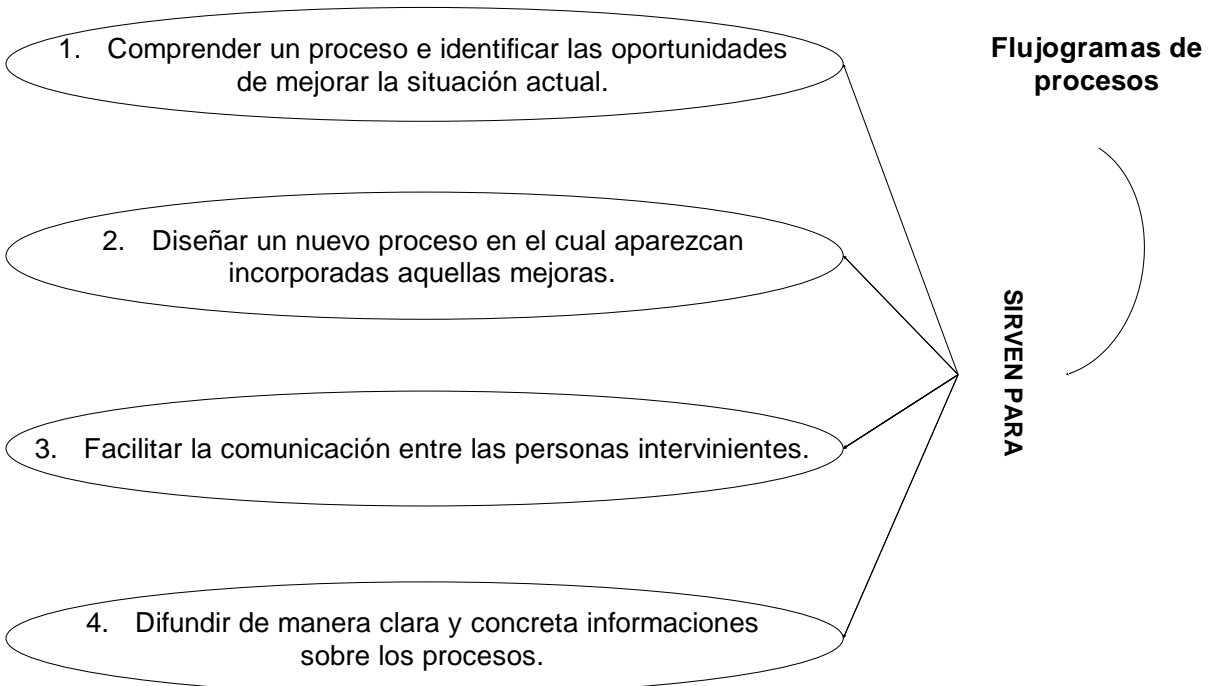 1. Comprender un proceso e identificar las oportunidades
de mejorar la situación actual.
Flujogramas de
procesos
2. Diseñar un nuevo proceso en el cual aparezcan
incorporadas aquellas mejoras.
SIRVEN PARA
3. Facilitar la comunicación entre las personas intervinientes.
4. Difundir de manera clara y concreta informaciones
sobre los procesos.